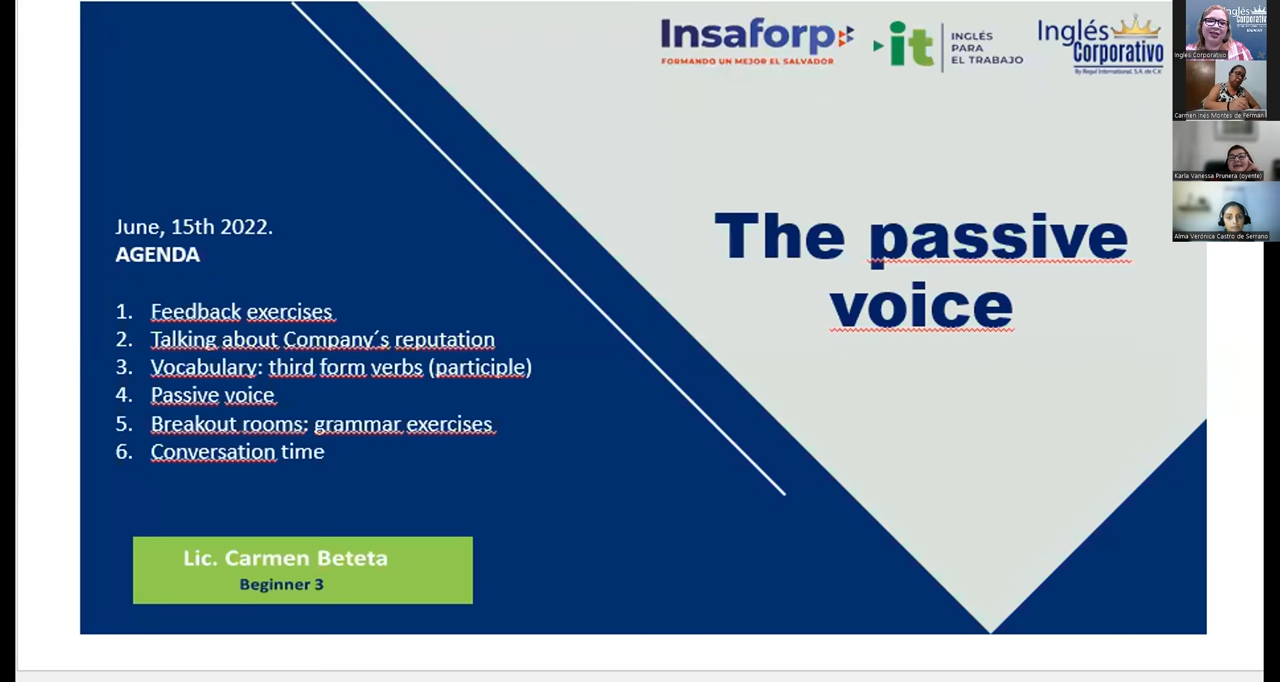 Insaforp
FORMANDO UN MEJOR EL SALVADOR
it
INGLÉS
PARA
EL TRABAJO
Inglés
Corporativo
By Regal International, S.A. de C.V.
Inglés Corporativo
Carmen Inés Montes de Fermán
Karla Vanessa Prunera (oyente)
Alma Verónica Castro de Serrano
The passive
voice
June, 15th 2022.
AGENDA
1. Feedback exercises
2. Talking about Company´s reputation
3. Vocabulary: third form verbs (participle)
4. Passive voice
5. Breakout rooms: grammar exercises
6. Conversation time
Lic. Carmen Beteta
Beginner 3